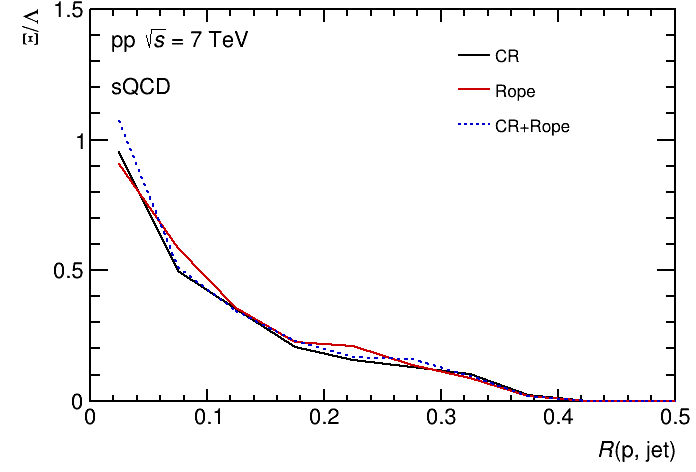 Ξ/Λ
1.5
1
0.5
0
pp √s = 7 TeV
sQCD
CR
Rope
CR+Rope
0 0.1 0.2 0.3 0.4 0.5
R(p, jet)